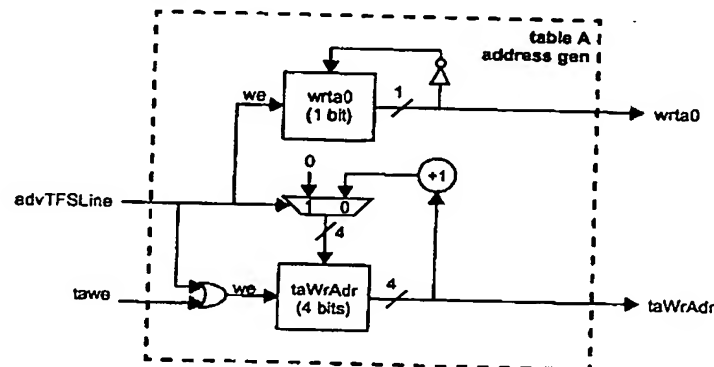 table A
address gen
we
wrta0
(1 bit)
1
wrta0
0
+1
advTFSLine
1 0
4
tawe
we
taWrAdr
(4 bits)
4
taWrAdr